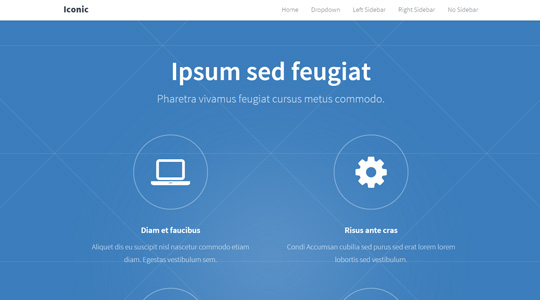 Iconic
Home Dropdown Left Sidebar Right Sidebar No Sidebar
Ipsum sed feugiat
Pharetra vivamus feugiat cursus metus commodo.
Diam et faucibus
Aliquet dis eu suscipit nisl nascetur commodo etiam
diam. Egestas vestibulum sem.
Risus ante cras
Condi Accumsan cubilia sed purus sed erat lorem lorem
lobortis sed vestibulum.